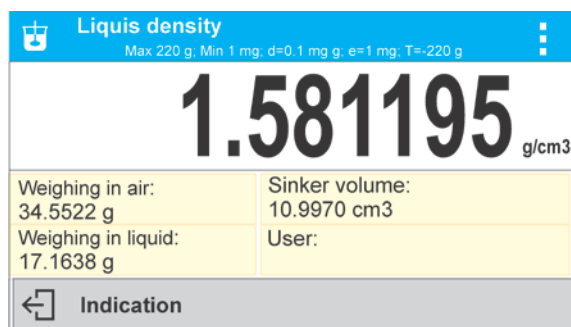 Liquis density
Max 220 g; Min 1 mg; d=0.1 mg g; e=1 mg; T=-220 g
1.581195 g/cm3
Weighing in air:
34.5522 g
Sinker volume:
10.9970 cm3
Weighing in liquid:
17.1638 g
User:
Indication